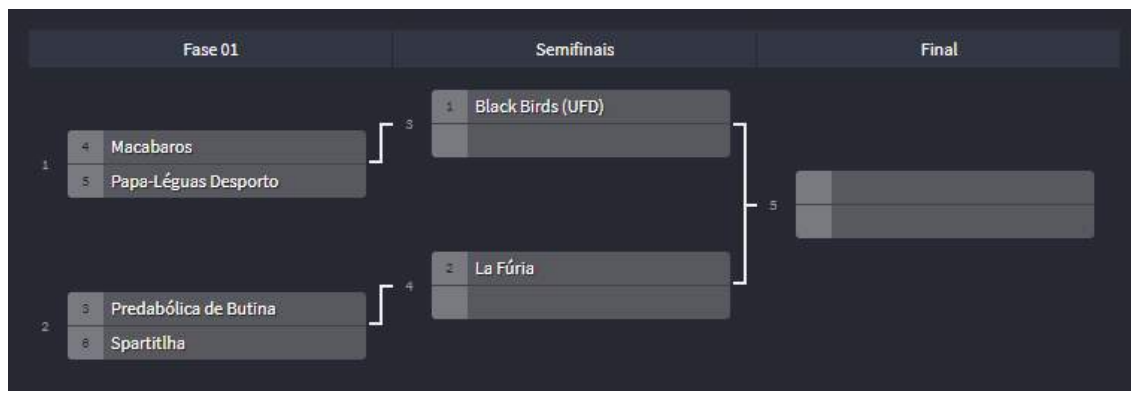 Fase 01
Semifinais
Final
1
4 Macabaros
5 Papa-Léguas Desporto
2
3 Predabólica de Butina
6 Spartitlha
3
1 Black Birds (UFD)
4
2 La Fúria
5